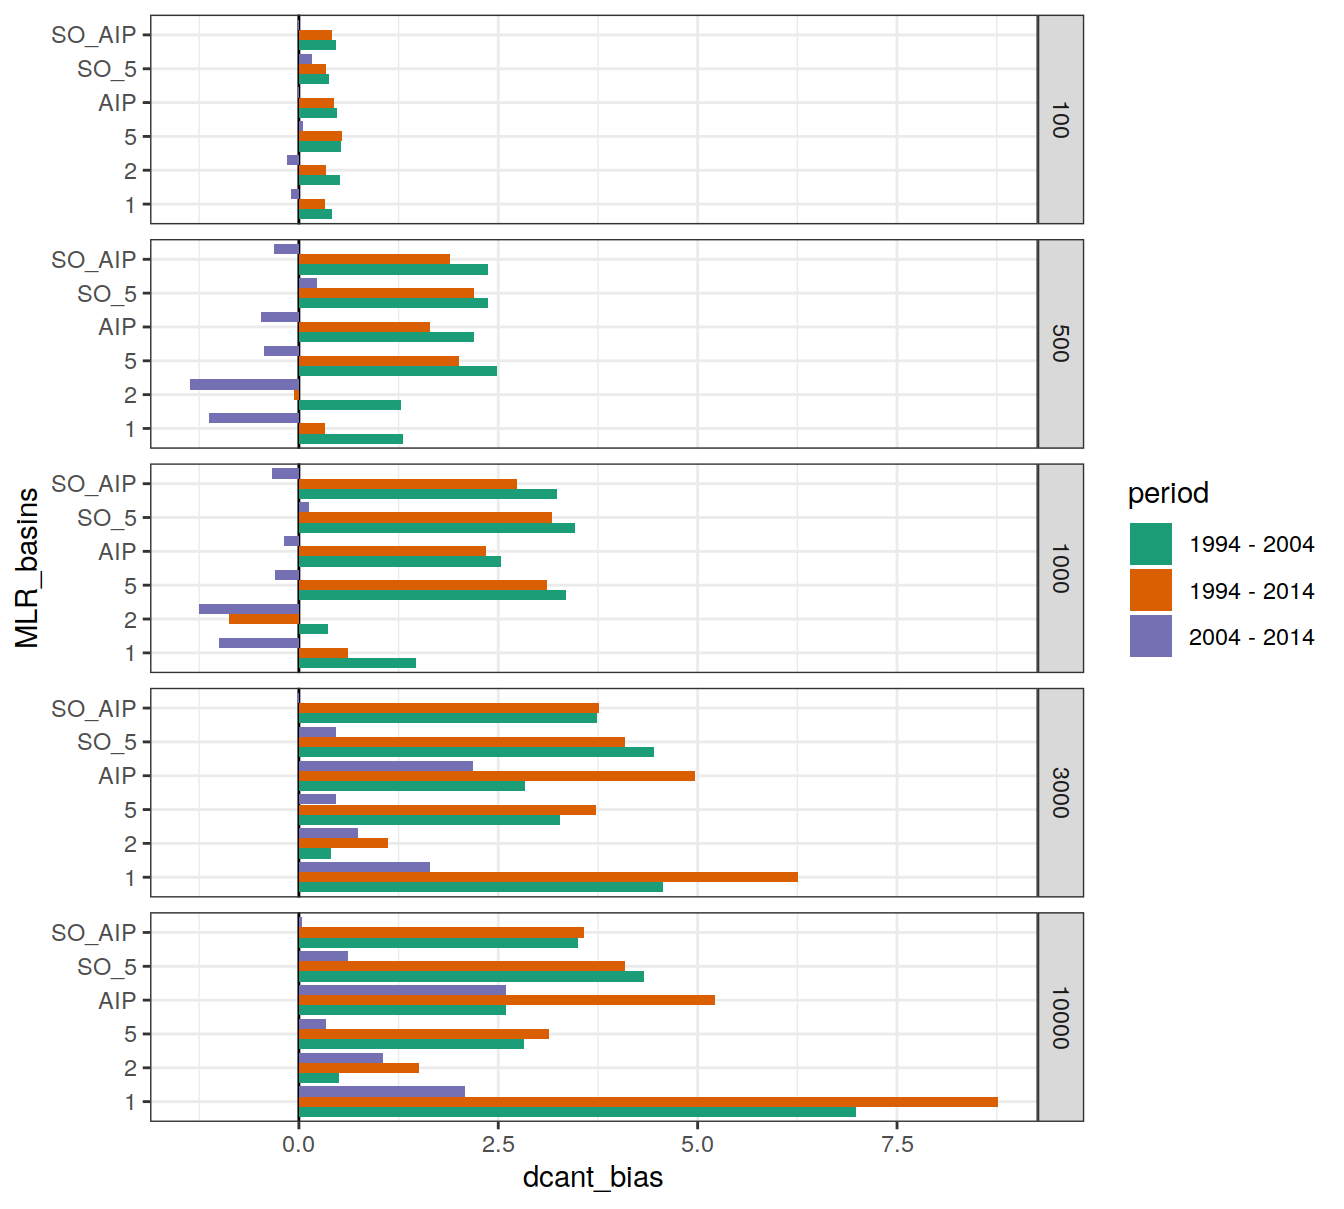 SO_AIP
SO_5
AIP
5
2
1
100
SO_AIP
SO_5
AIP
5
2
1
500
SO_AIP
SO_5
AIP
5
2
1
1000
SO_AIP
SO_5
AIP
5
2
1
3000
SO_AIP
SO_5
AIP
5
2
1
10000
0.0 2.5 5.0 7.5
dcant_bias
MLR_basins
period
1994 - 2004
1994 - 2014
2004 - 2014